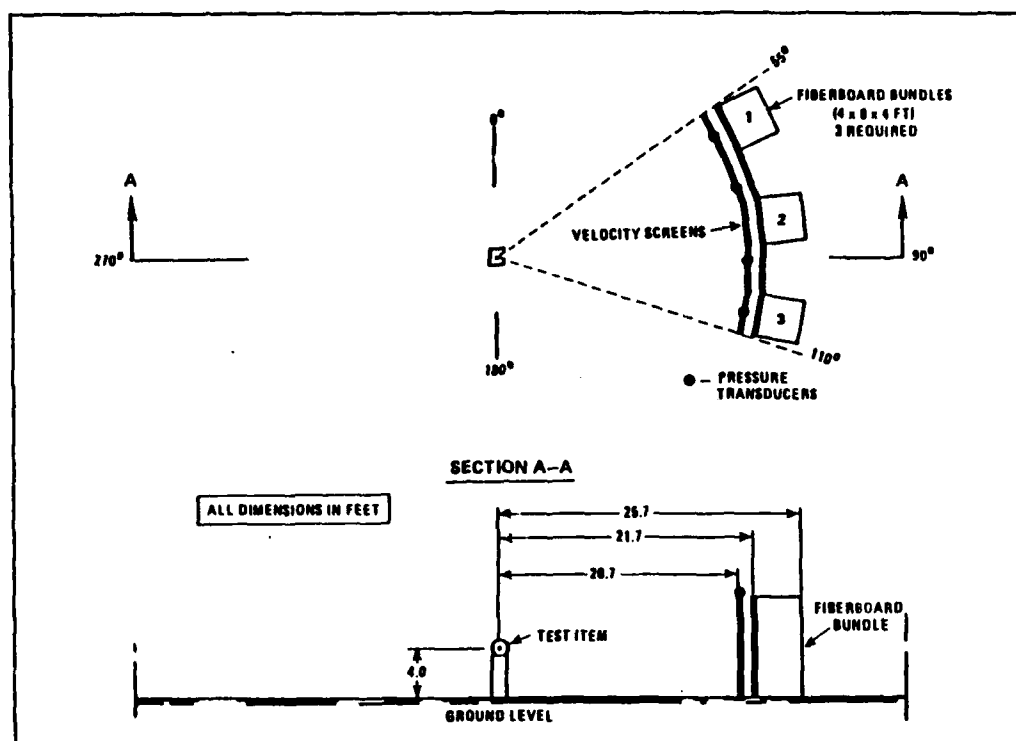 55°
1
FIBERBOARD BUNDLES
(4 x 8 x 4 FT)
3 REQUIRED
0°
A
A
2
VELOCITY SCREENS
270°
90°
3
110°
180°
● – PRESSURE
TRANSDUCERS
SECTION A–A
ALL DIMENSIONS IN FEET
25.7
21.7
20.7
FIBERBOARD
BUNDLE
TEST ITEM
4.0
GROUND LEVEL